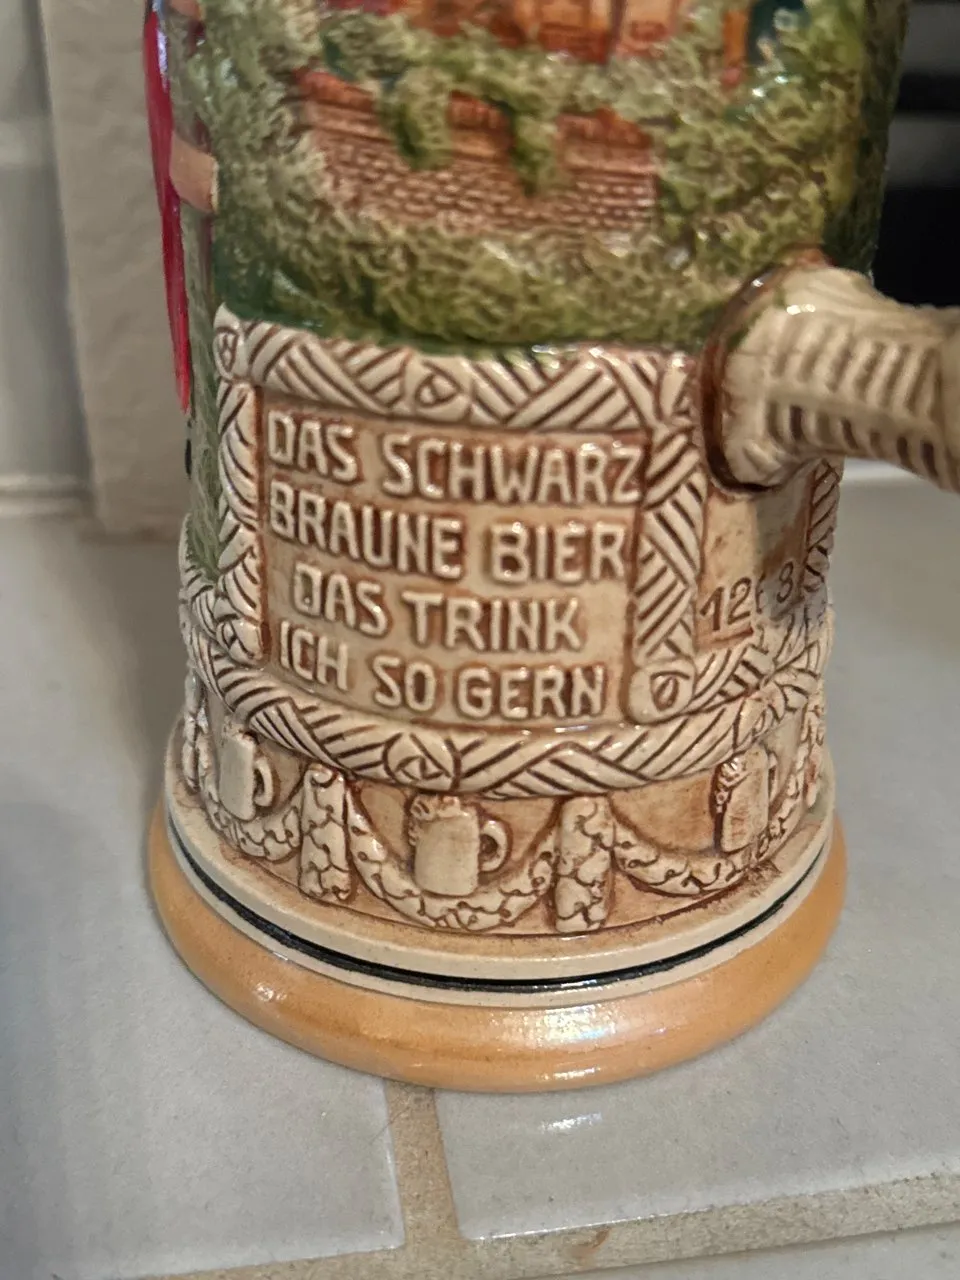 DAS SCHWARZ
BRAUNE BIER
DAS TRINK
ICH SO GERN